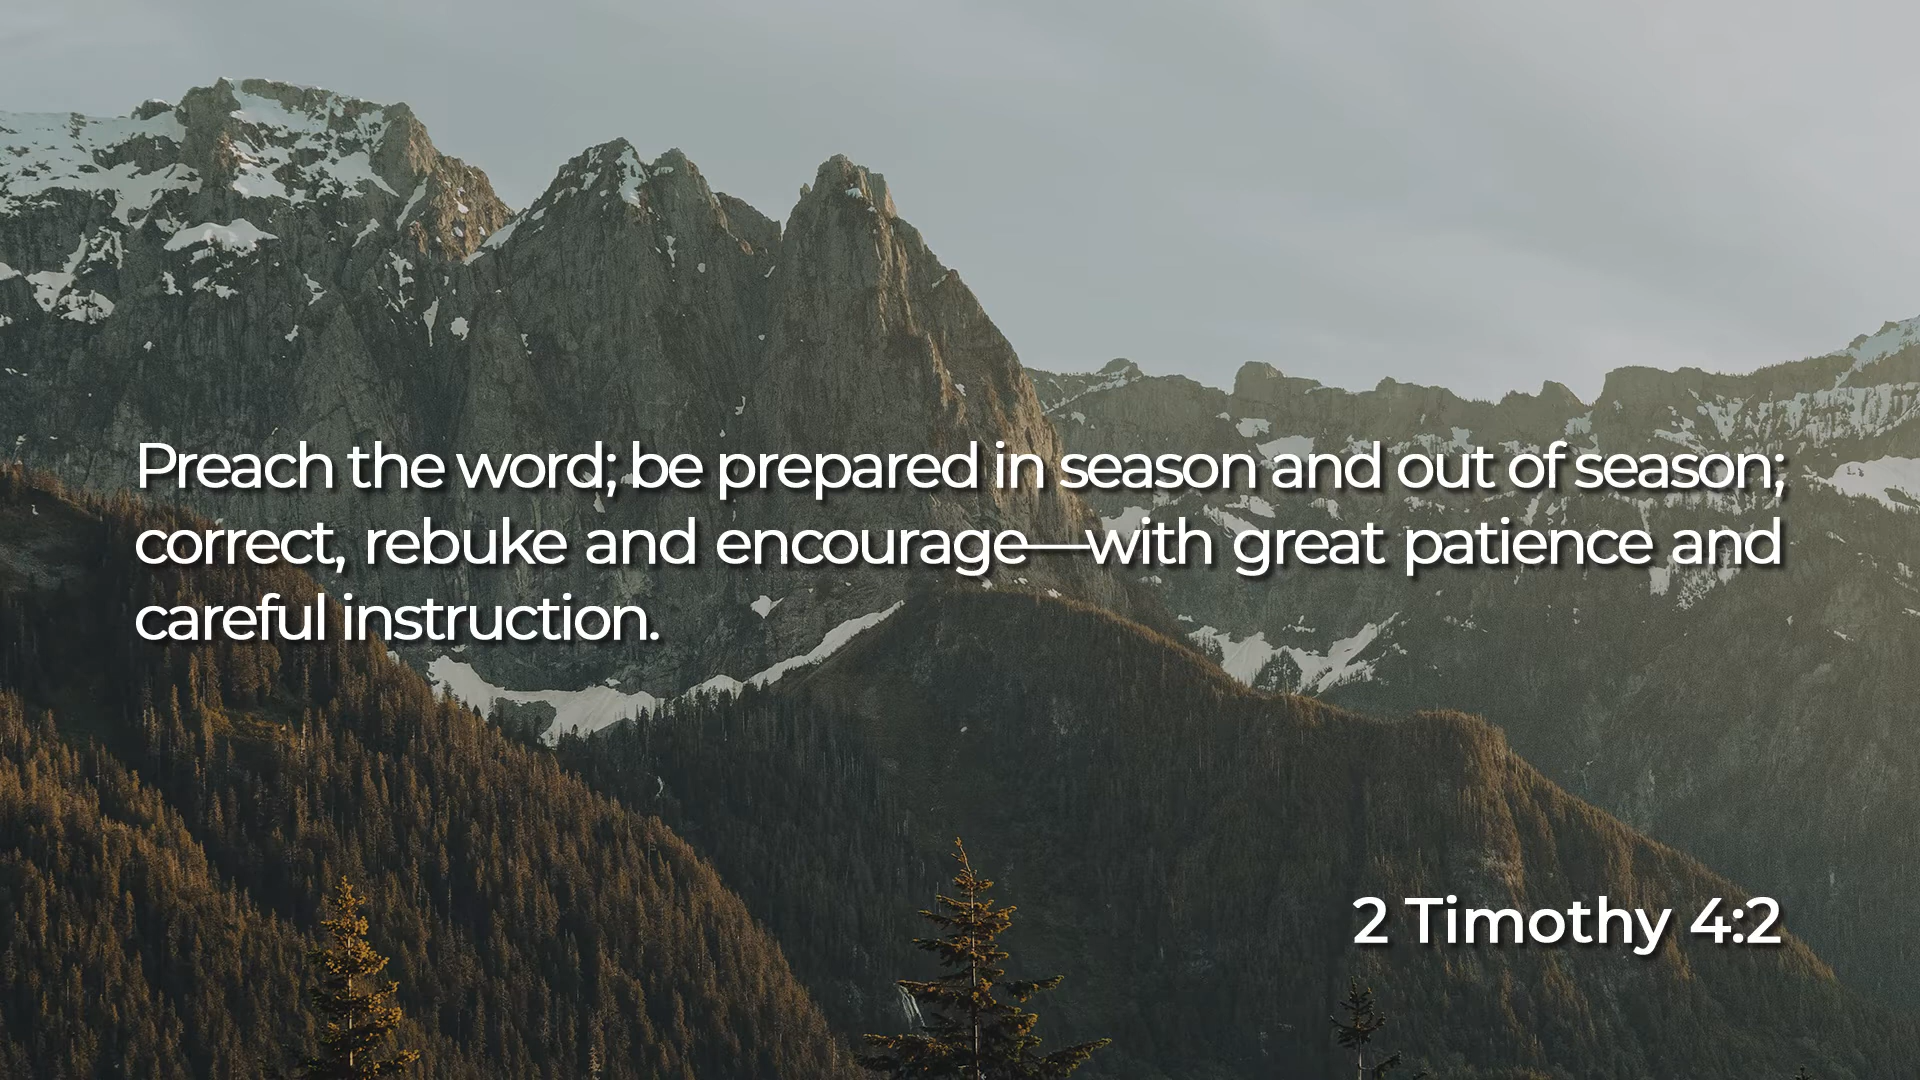 Preach the word; be prepared in season and out of season;
correct, rebuke and encourage—with great patience and
careful instruction.
2 Timothy 4:2